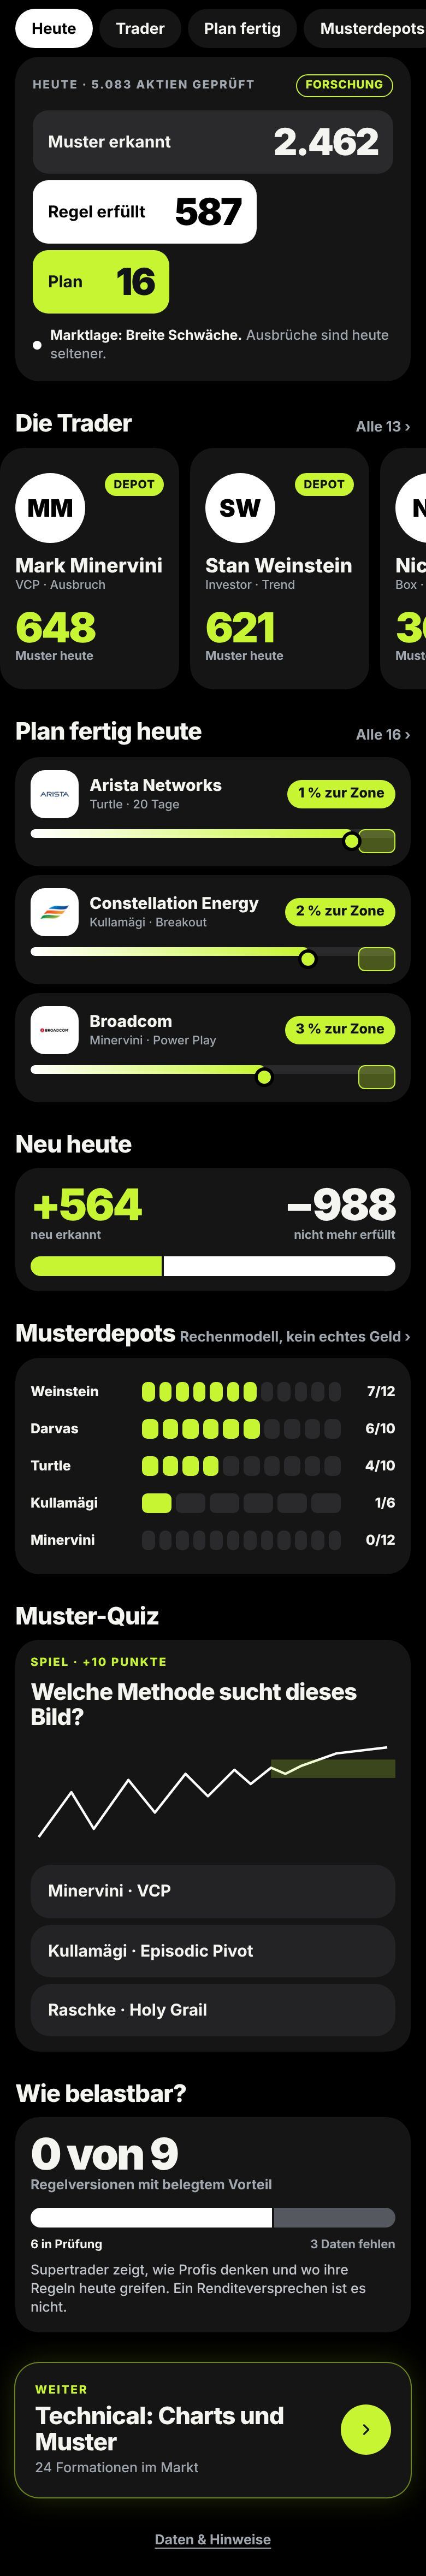 Heute
Trader
Plan fertig
Musterdepots
HEUTE · 5.083 AKTIEN GEPRÜFT
FORSCHUNG
Muster erkannt 2.462
Regel erfüllt 587
Plan 16
Marktlage: Breite Schwäche. Ausbrüche sind heute
seltener.
Die Trader
Alle 13 ›
MM
DEPOT
Mark Minervini
VCP · Ausbruch
648
Muster heute
SW
DEPOT
Stan Weinstein
Investor · Trend
621
Muster heute
Plan fertig heute
Alle 16 ›
ARISTA
Arista Networks
Turtle · 20 Tage
1 % zur Zone
Constellation Energy
Kullamägi · Breakout
2 % zur Zone
BROADCOM
Broadcom
Minervini · Power Play
3 % zur Zone
Neu heute
+564
neu erkannt
–988
nicht mehr erfüllt
Musterdepots
Rechenmodell, kein echtes Geld ›
Weinstein 7/12
Darvas 6/10
Turtle 4/10
Kullamägi 1/6
Minervini 0/12
Muster-Quiz
SPIEL · +10 PUNKTE
Welche Methode sucht dieses
Bild?
Minervini · VCP
Kullamägi · Episodic Pivot
Raschke · Holy Grail
Wie belastbar?
0 von 9
Regelversionen mit belegtem Vorteil
6 in Prüfung
3 Daten fehlen
Supertrader zeigt, wie Profis denken und wo ihre
Regeln heute greifen. Ein Renditeversprechen ist es
nicht.
WEITER
Technical: Charts und
Muster
24 Formationen im Markt
Daten & Hinweise